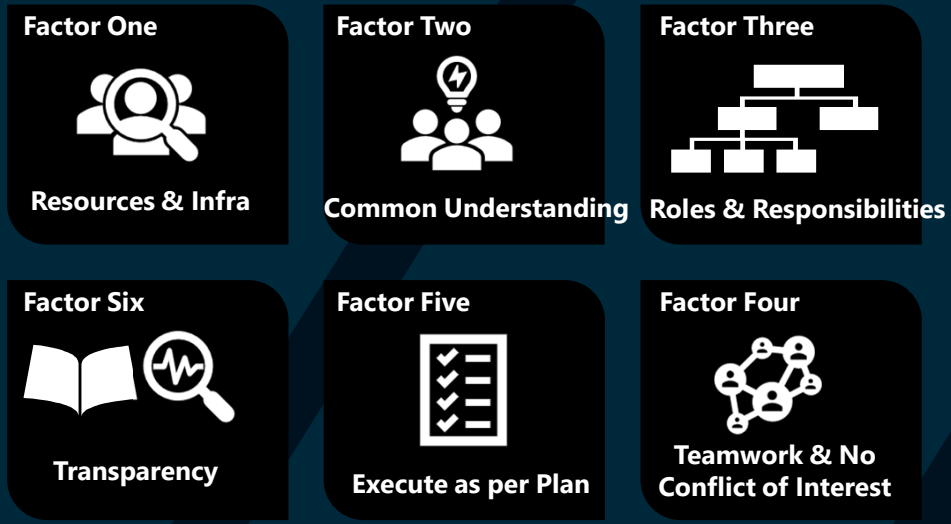 Factor One
Resources & Infra
Factor Two
Common Understanding
Factor Three
Roles & Responsibilities
Factor Six
Transparency
Factor Five
Execute as per Plan
Factor Four
Teamwork & No
Conflict of Interest